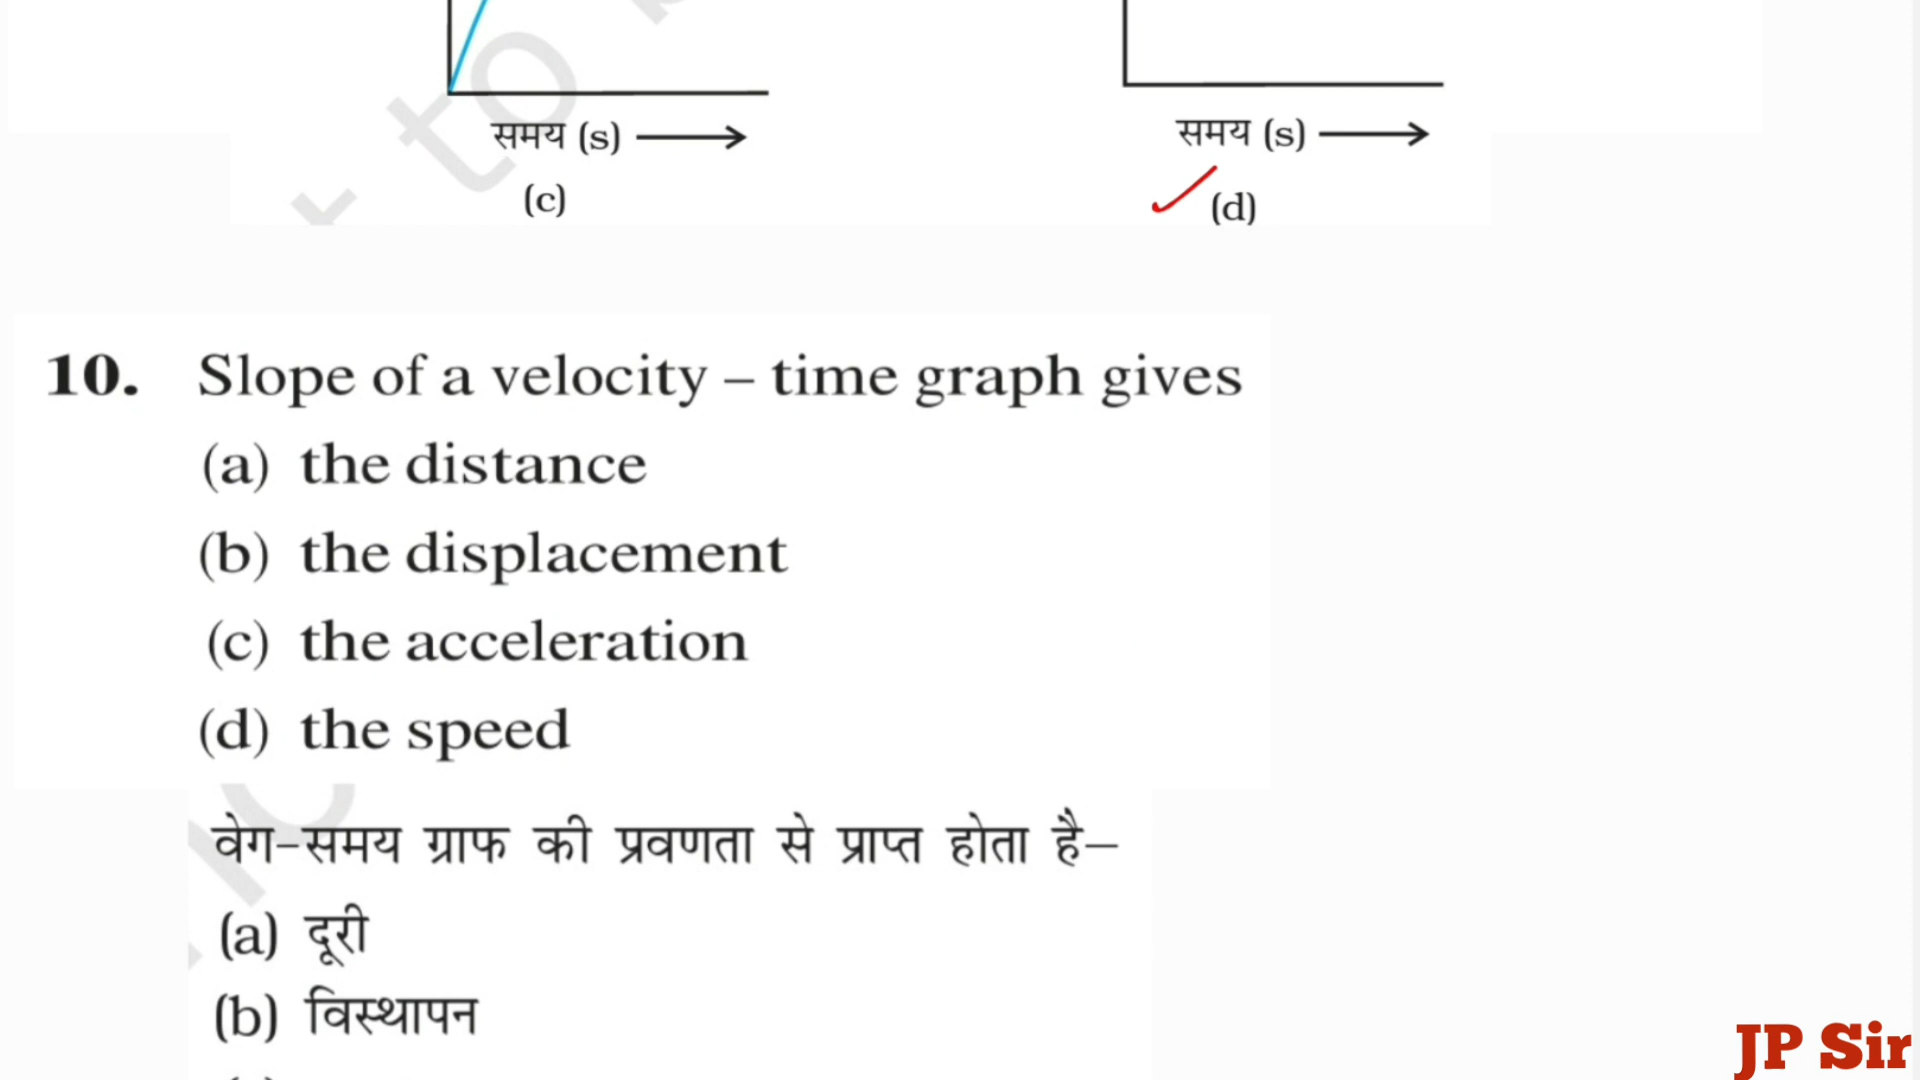 समय (s) समय (s)
(c) (d)
10. Slope of a velocity – time graph gives
(a) the distance
(b) the displacement
(c) the acceleration
(d) the speed
वेग-समय ग्राफ की प्रवणता से प्राप्त होता है–
(a) दूरी
(b) विस्थापन
JP Sir